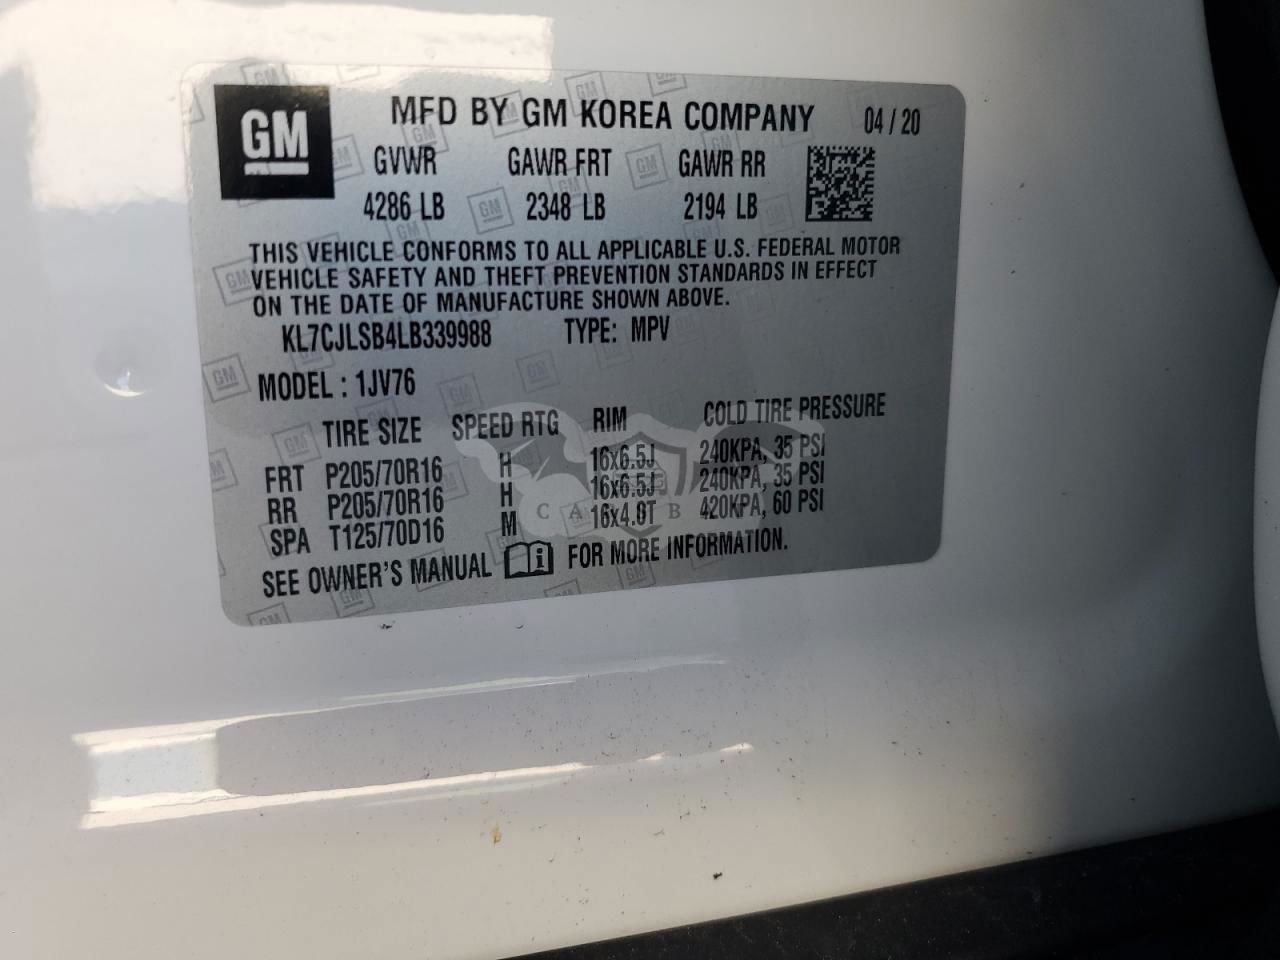 GM MFD BY GM KOREA COMPANY 04 / 20
GVWR GAWR FRT GAWR RR
4286 LB 2348 LB 2194 LB
THIS VEHICLE CONFORMS TO ALL APPLICABLE U.S. FEDERAL MOTOR
VEHICLE SAFETY AND THEFT PREVENTION STANDARDS IN EFFECT
ON THE DATE OF MANUFACTURE SHOWN ABOVE.
KL7CJLSB4LB339988 TYPE: MPV
MODEL : 1JV76
TIRE SIZE SPEED RTG RIM COLD TIRE PRESSURE
FRT P205/70R16 H 16x6.5J 240KPA, 35 PSI
RR P205/70R16 H 16x6.5J 240KPA, 35 PSI
SPA T125/70D16 M 16x4.0T 420KPA, 60 PSI
SEE OWNER'S MANUAL i FOR MORE INFORMATION.